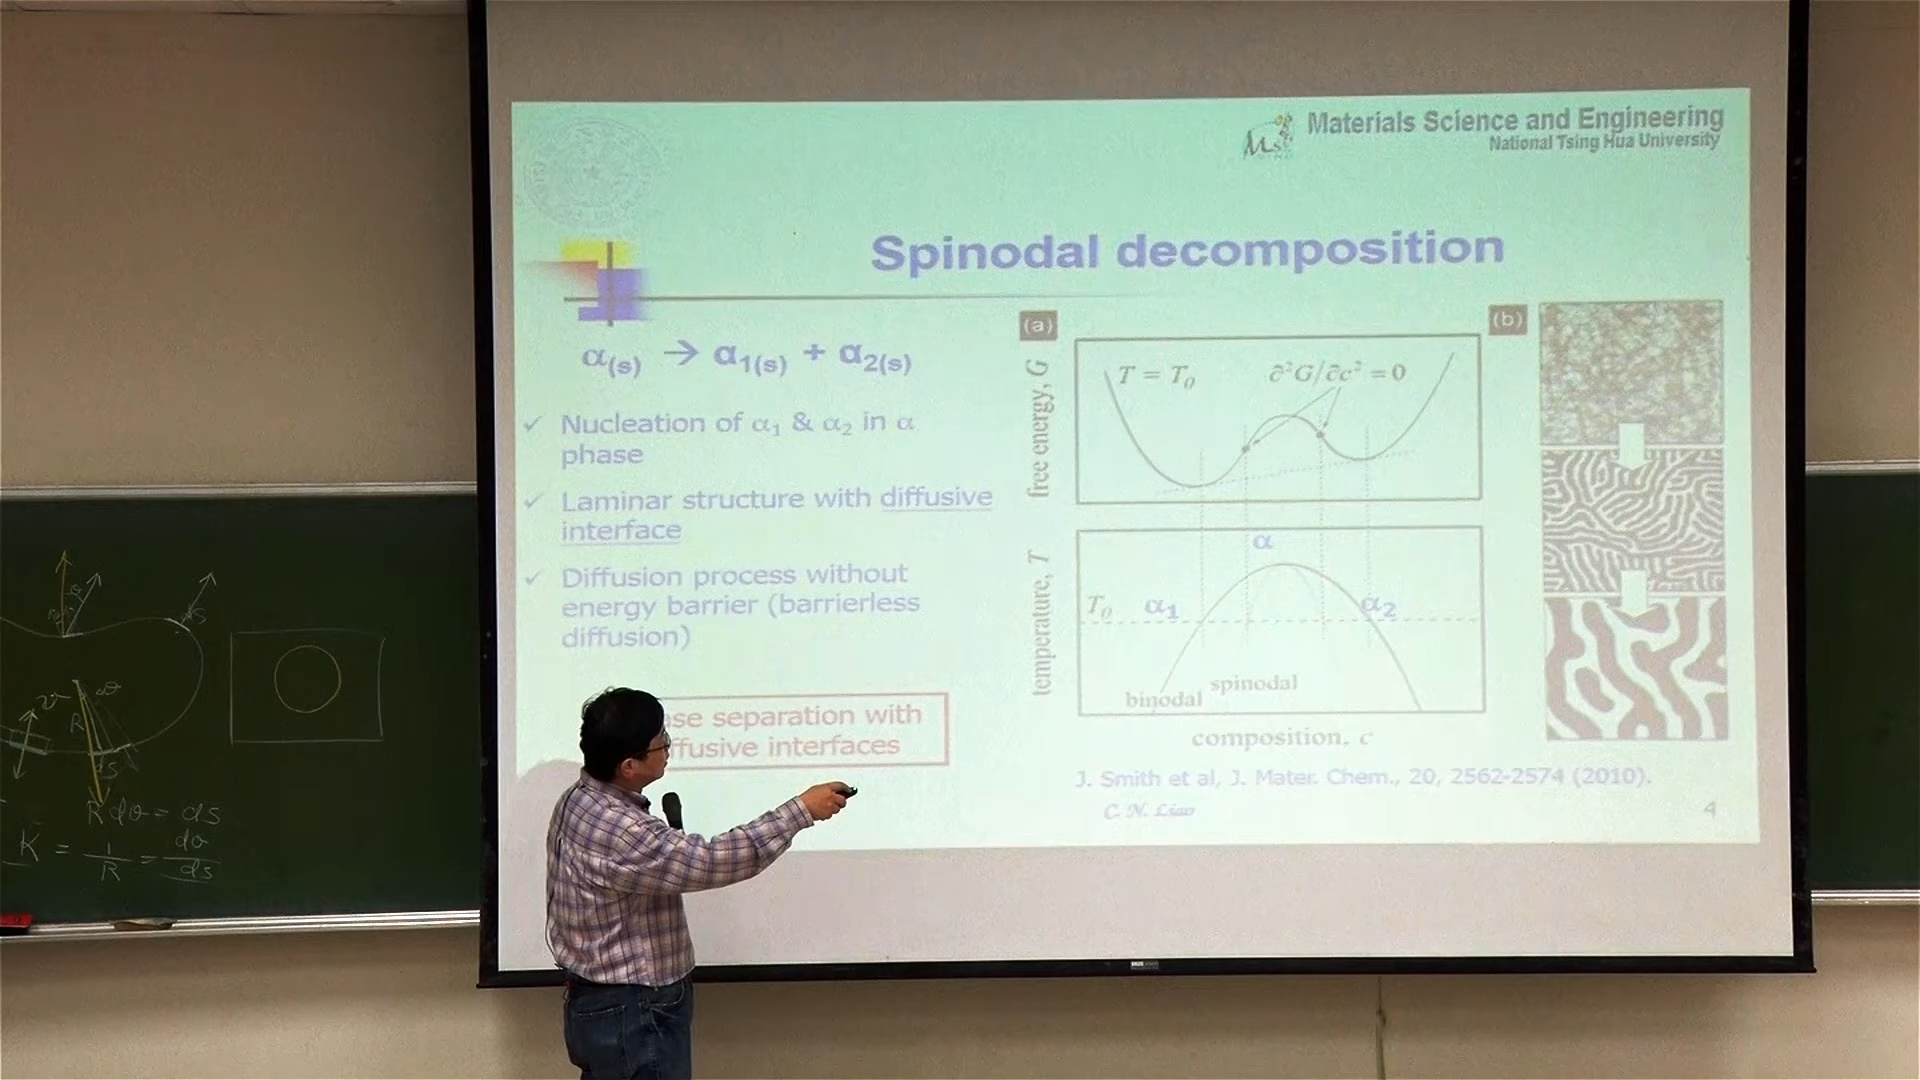 Materials Science and Engineering
National Tsing Hua University
Spinodal decomposition
α(s) → α1(s) + α2(s)
✓ Nucleation of α1 & α2 in α
phase
✓ Laminar structure with diffusive
interface
✓ Diffusion process without
energy barrier (barrierless
diffusion)
separation with
interfaces
(a)
free energy, G
T = T0
∂²G/∂c² = 0
temperature, T
α
T0
α1
α2
binodal
spinodal
composition, c
(b)
J. Smith et al, J. Mater. Chem., 20, 2562-2574 (2010).
C. N. Liao
4
R
ds
R dθ = ds
K = 1/R = dθ/ds